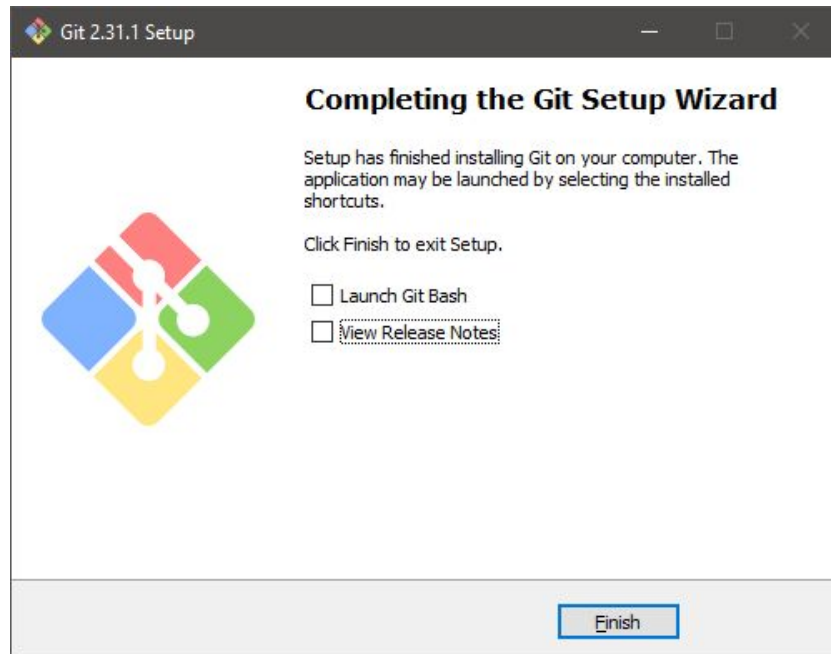 Git 2.31.1 Setup
Completing the Git Setup Wizard
Setup has finished installing Git on your computer. The
application may be launched by selecting the installed
shortcuts.
Click Finish to exit Setup.
Launch Git Bash
View Release Notes
Finish